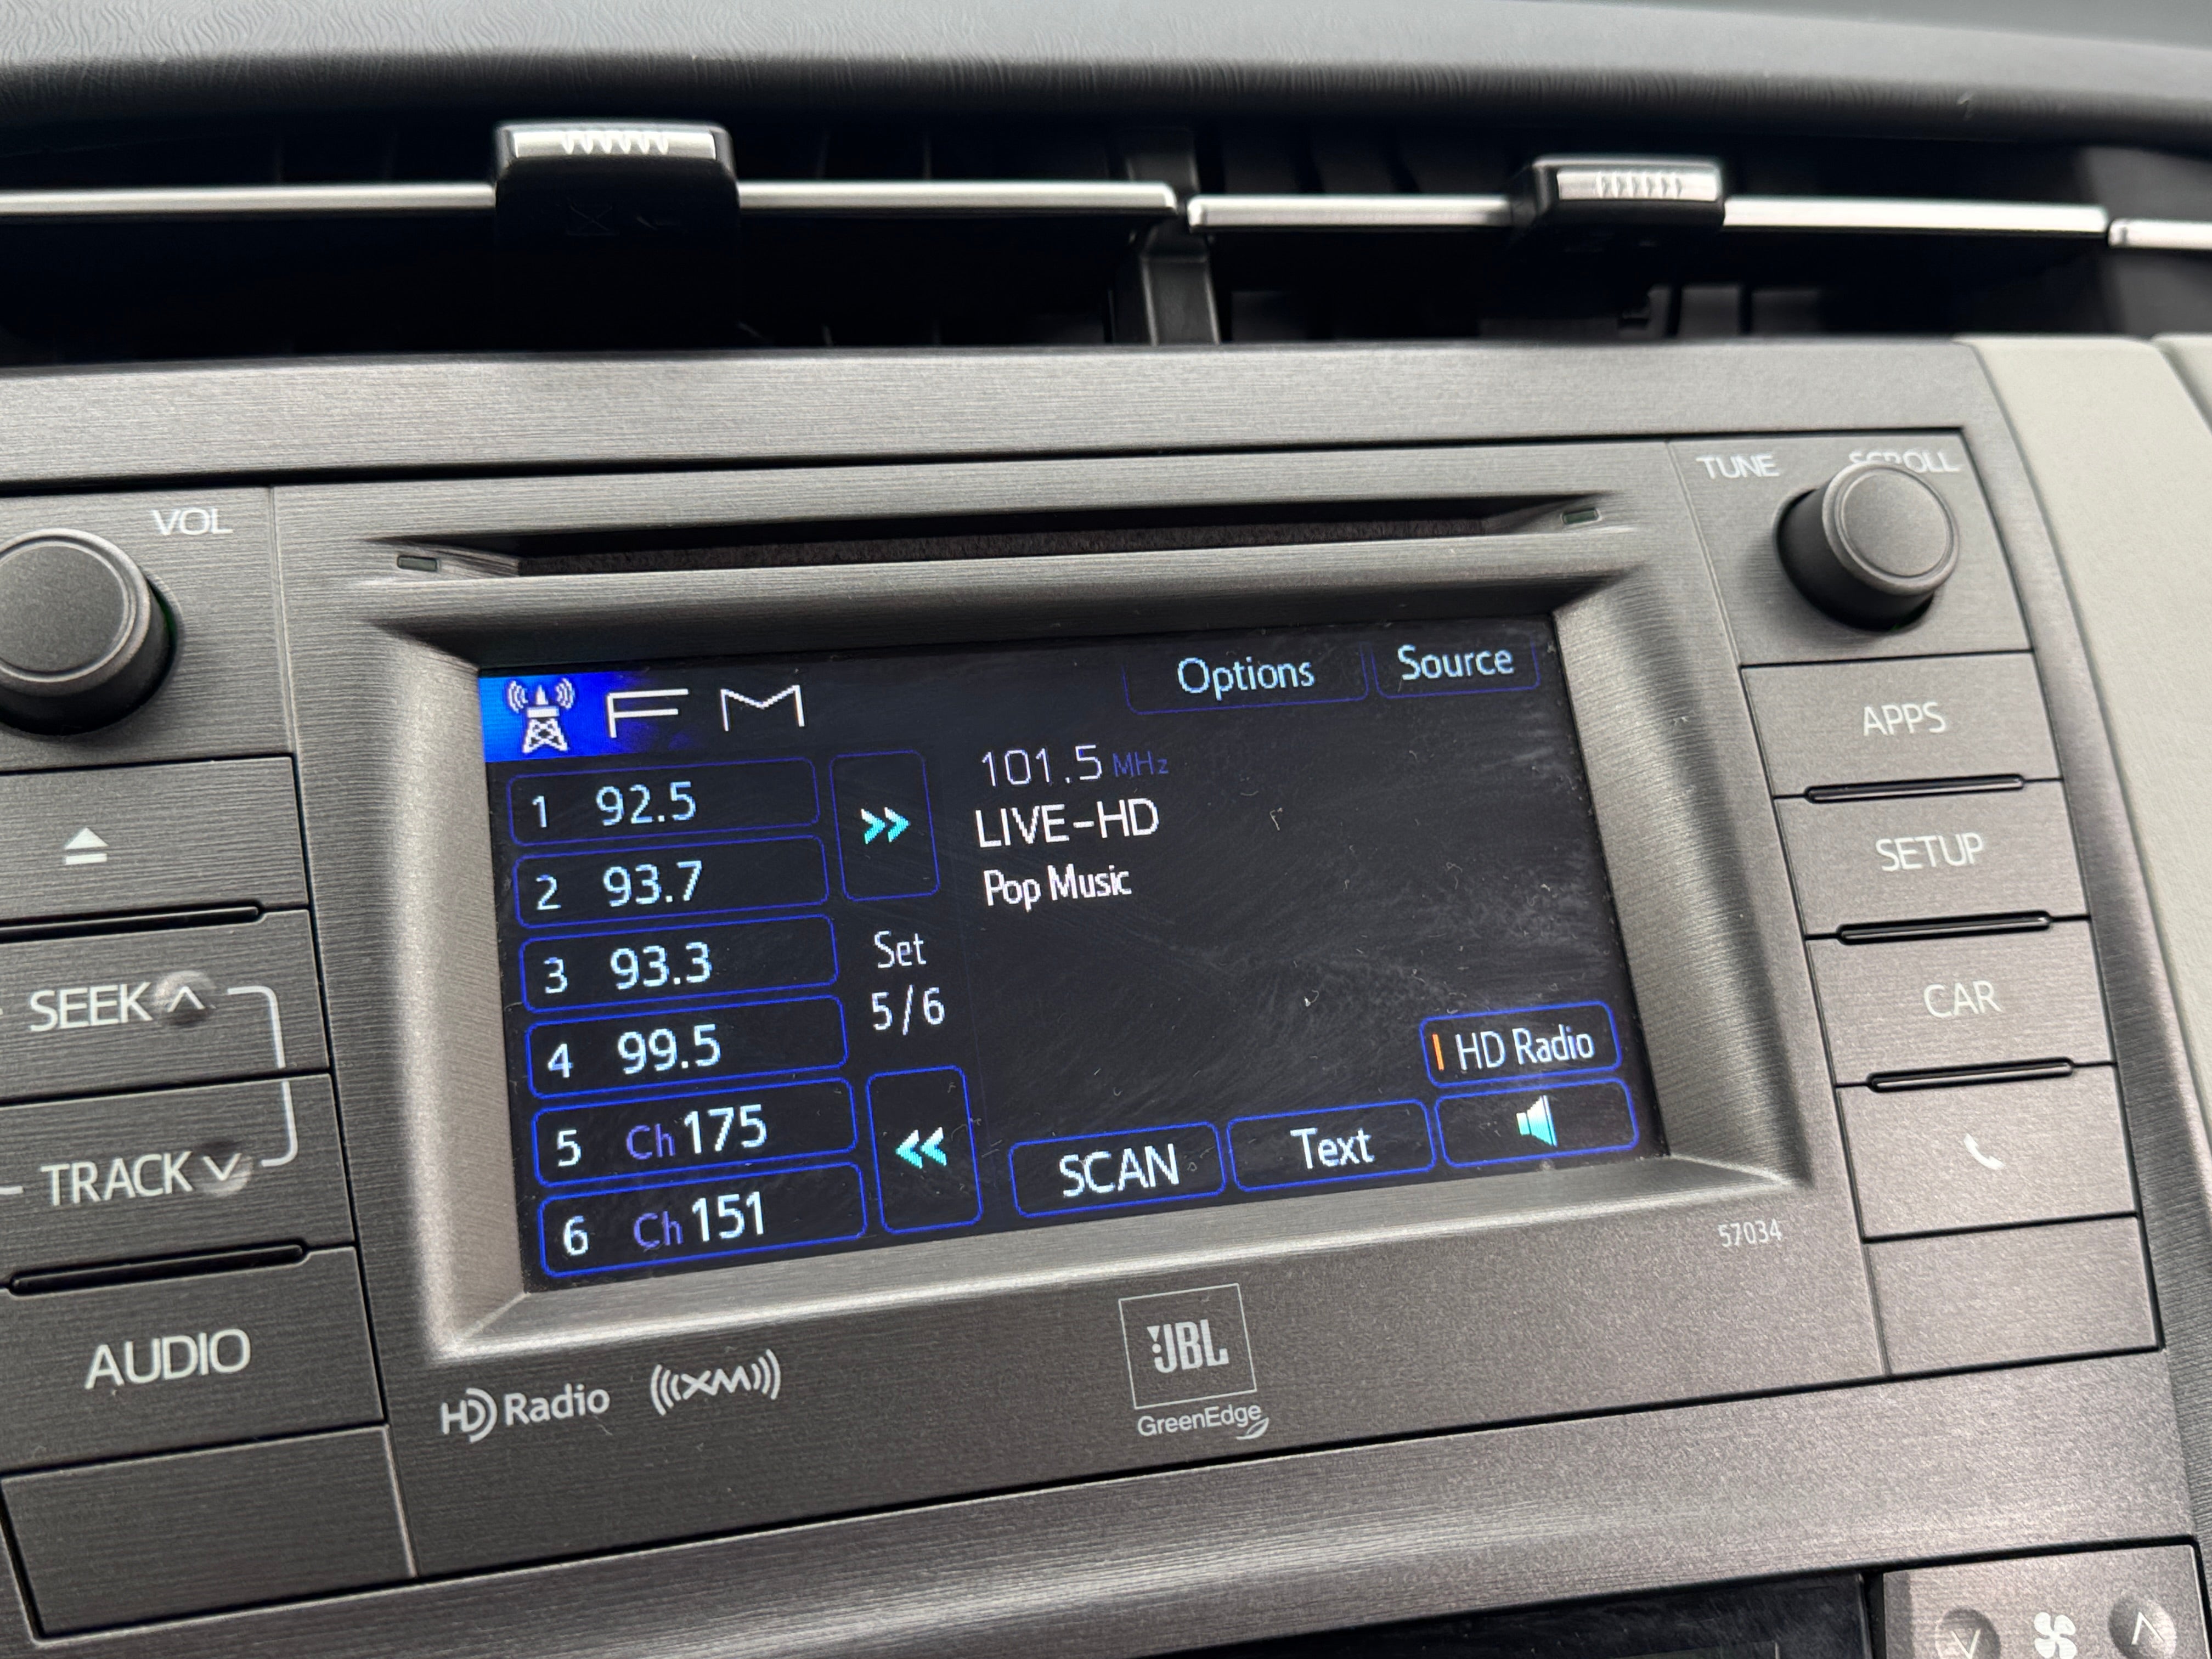 VOL
TUNE SCROLL
FM
Options
Source
1 92.5
2 93.7
3 93.3
4 99.5
5 Ch 175
6 Ch 151
Set
5/6
101.5 MHz
LIVE-HD
Pop Music
HD Radio
SCAN
Text
SEEK
TRACK
AUDIO
APPS
SETUP
CAR
57034
HD Radio
XM
JBL
GreenEdge